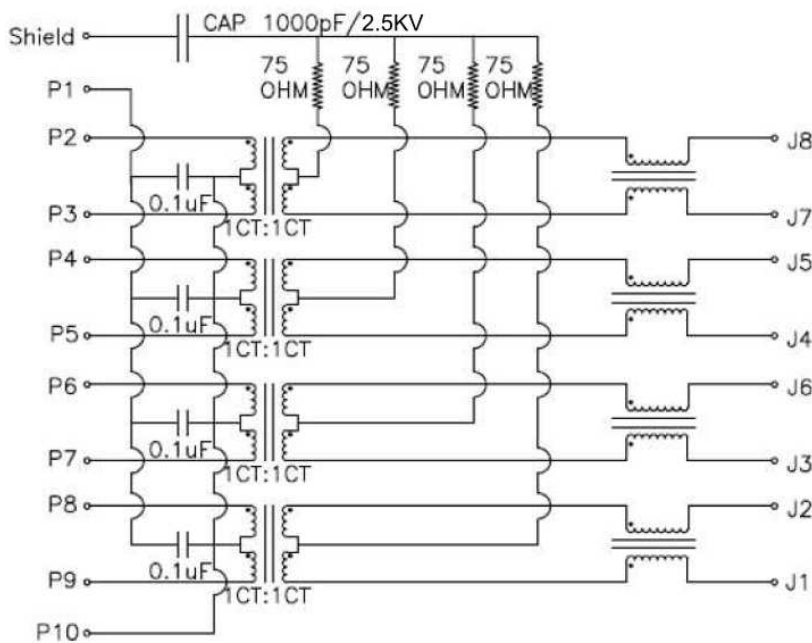 CAP 1000pF/2.5KV
Shield
75 OHM
75 OHM
75 OHM
75 OHM
P1
P2
J8
0.1uF
P3
1CT:1CT
J7
P4
J5
0.1uF
P5
J4
1CT:1CT
P6
J6
0.1uF
P7
J3
1CT:1CT
P8
J2
0.1uF
P9
J1
1CT:1CT
P10